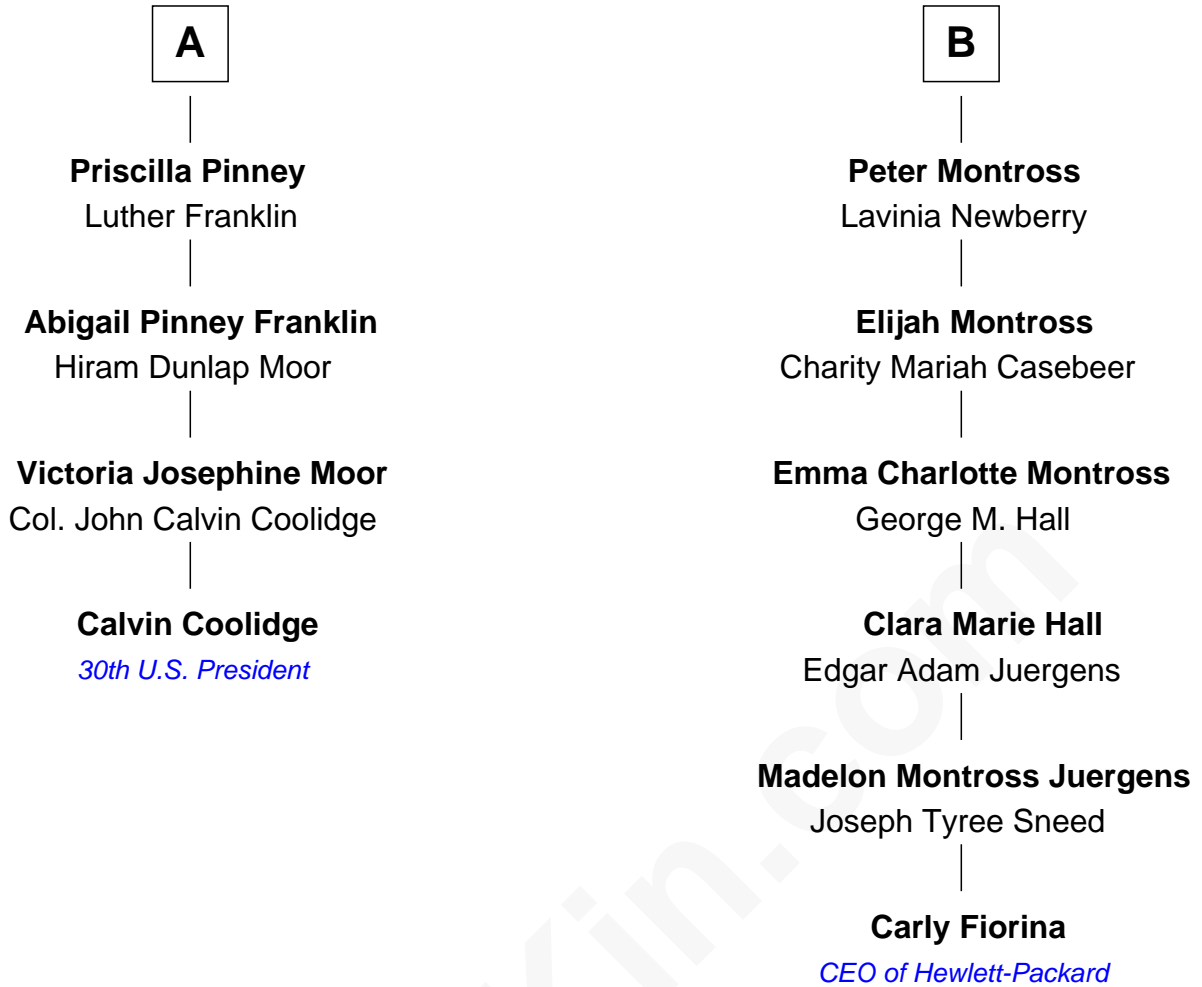 A
Priscilla Pinney
Luther Franklin
Abigail Pinney Franklin
Hiram Dunlap Moor
Victoria Josephine Moor
Col. John Calvin Coolidge
Calvin Coolidge
30th U.S. President
B
Peter Montross
Lavinia Newberry
Elijah Montross
Charity Mariah Casebeer
Emma Charlotte Montross
George M. Hall
Clara Marie Hall
Edgar Adam Juergens
Madelon Montross Juergens
Joseph Tyree Sneed
Carly Fiorina
CEO of Hewlett-Packard
Kin.com